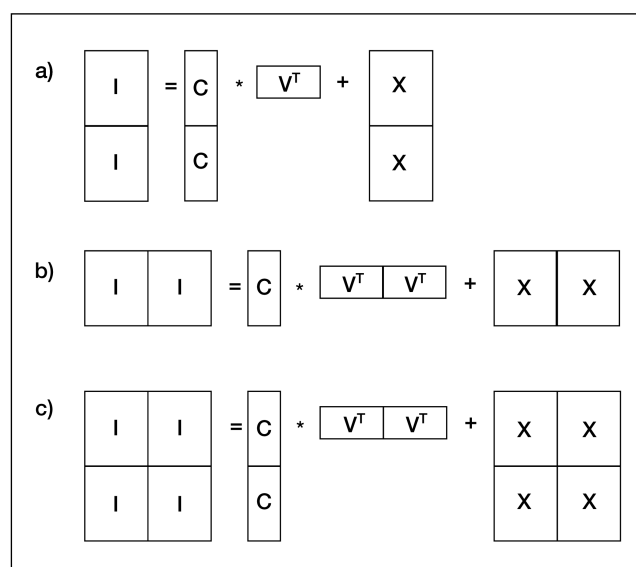 a) I = C * Vᵀ + X
I C X
b) I I = C * Vᵀ Vᵀ + X X
c) I I = C * Vᵀ Vᵀ + X X
I I C X X